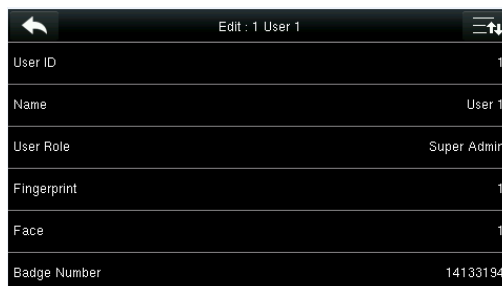 Edit : 1 User 1
User ID 1
Name User 1
User Role Super Admin
Fingerprint 1
Face 1
Badge Number 14133194